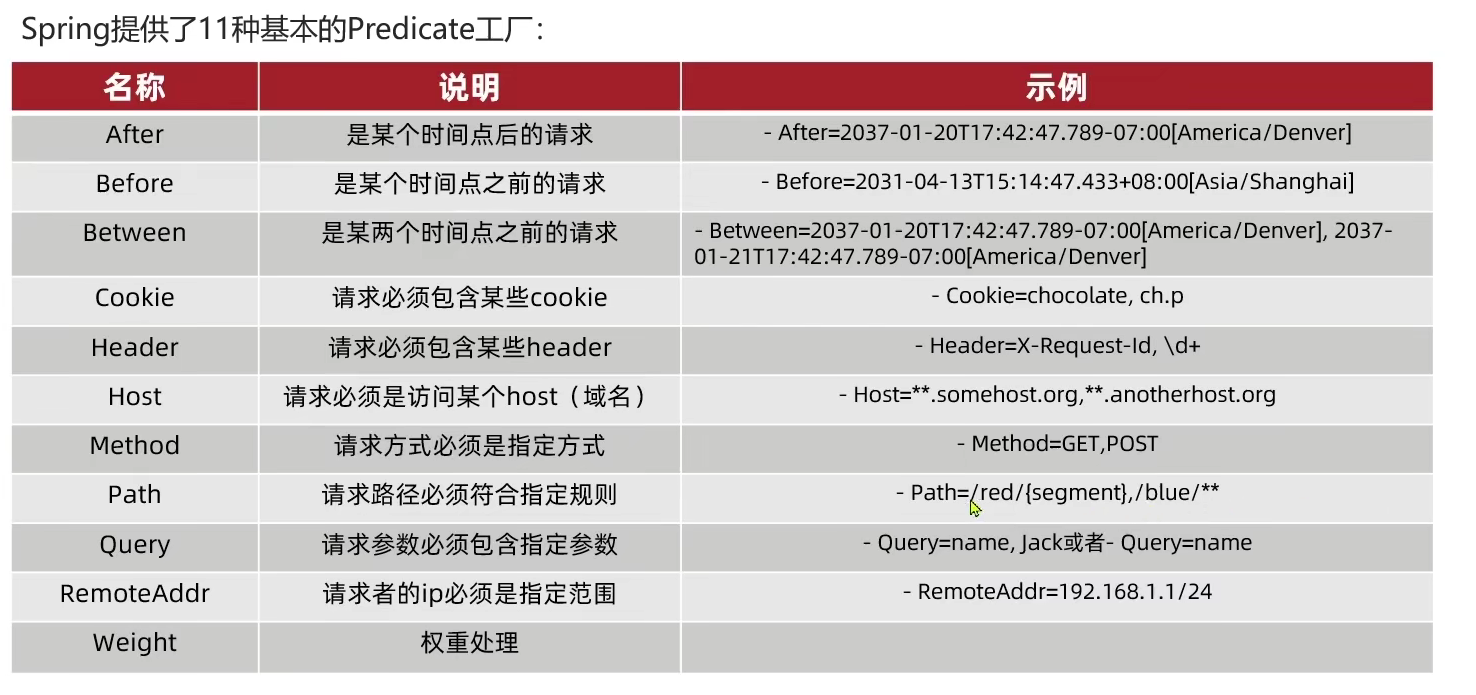 Spring提供了11种基本的Predicate工厂：
名称 说明 示例
After 是某个时间点后的请求 - After=2037-01-20T17:42:47.789-07:00[America/Denver]
Before 是某个时间点之前的请求 - Before=2031-04-13T15:14:47.433+08:00[Asia/Shanghai]
Between 是某两个时间点之前的请求 - Between=2037-01-20T17:42:47.789-07:00[America/Denver], 2037-
01-21T17:42:47.789-07:00[America/Denver]
Cookie 请求必须包含某些cookie - Cookie=chocolate, ch.p
Header 请求必须包含某些header - Header=X-Request-Id, \d+
Host 请求必须是访问某个host（域名） - Host=**.somehost.org,**.anotherhost.org
Method 请求方式必须是指定方式 - Method=GET,POST
Path 请求路径必须符合指定规则 - Path=/red/{segment},/blue/**
Query 请求参数必须包含指定参数 - Query=name, Jack或者- Query=name
RemoteAddr 请求者的ip必须是指定范围 - RemoteAddr=192.168.1.1/24
Weight 权重处理